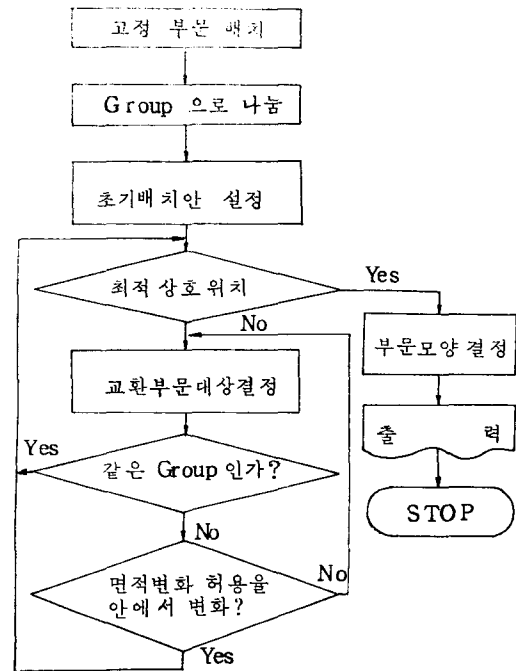 고정 부문 배치
Group 으로 나눔
초기배치안 설정
최적 상호위치
Yes
No
부문모양 결정
교환부문대상결정
출 력
Yes
같은 Group 인가?
STOP
No
면적변화 허용율
안에서 변화?
No
Yes